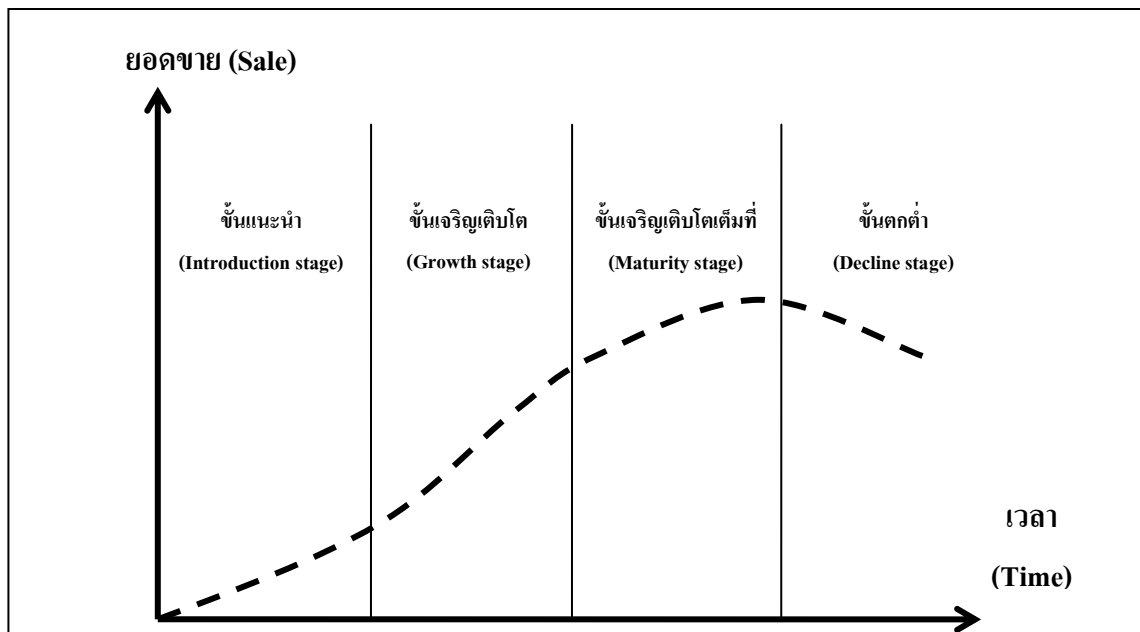 ยอดขาย (Sale)
ขั้นแนะนำ
(Introduction stage)
ขั้นเจริญเติบโต
(Growth stage)
ขั้นเจริญเติบโตเต็มที่
(Maturity stage)
ขั้นตกต่ำ
(Decline stage)
เวลา
(Time)